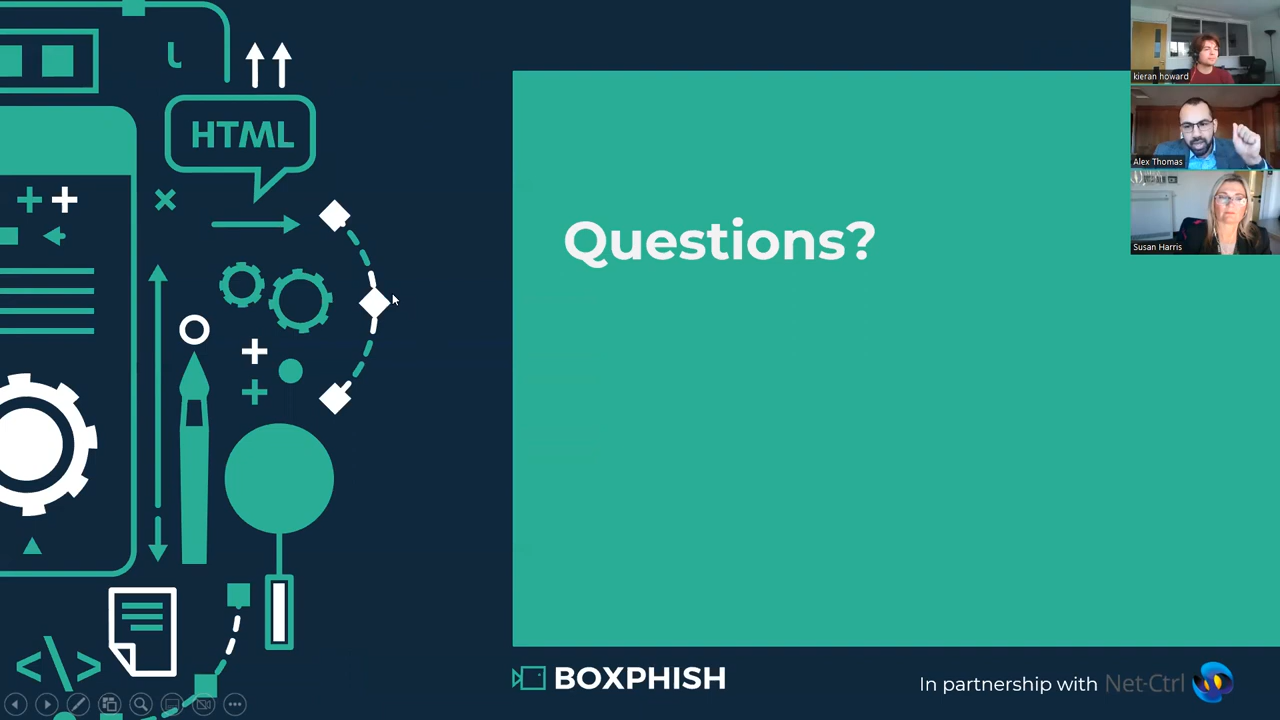 HTML
Questions?
kieran howard
Alex Thomas
Susan Harris
</>
BOXPHISH
In partnership with Net-Ctrl